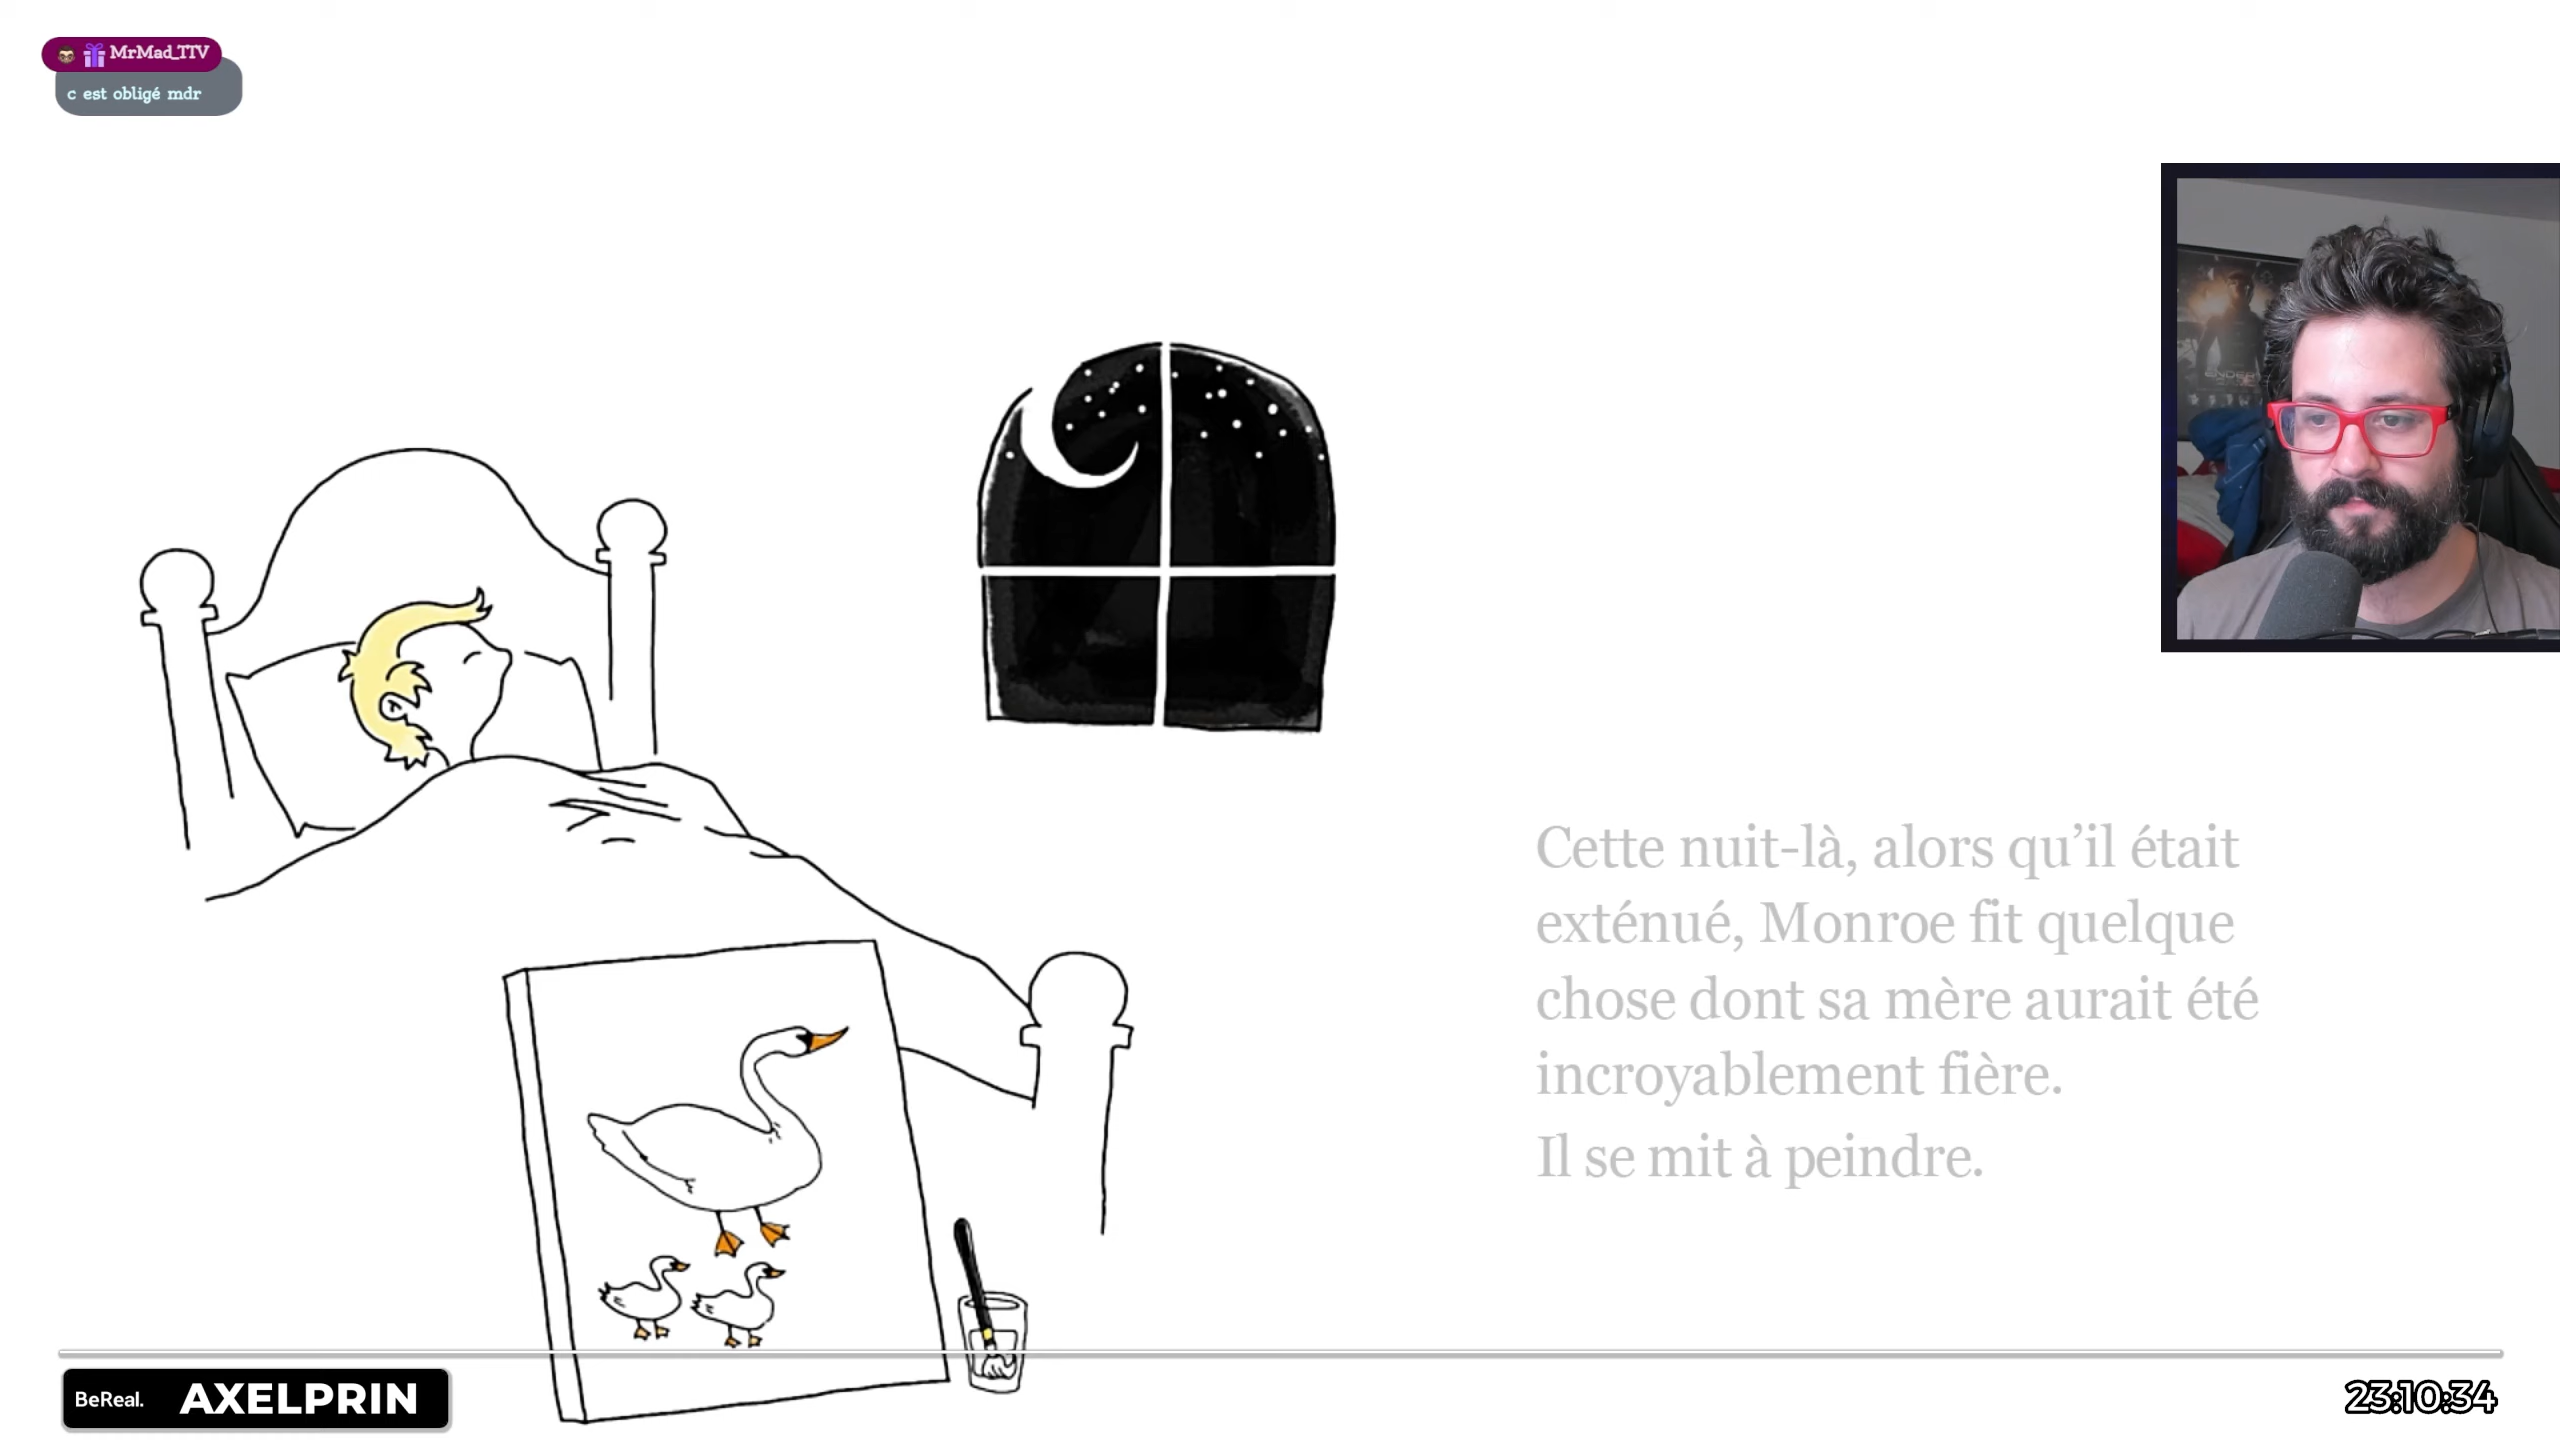 MrMad_TTV
c est obligé mdr
Cette nuit-là, alors qu’il était
exténué, Monroe fit quelque
chose dont sa mère aurait été
incroyablement fière.
Il se mit à peindre.
BeReal. AXELPRIN
23:10:34